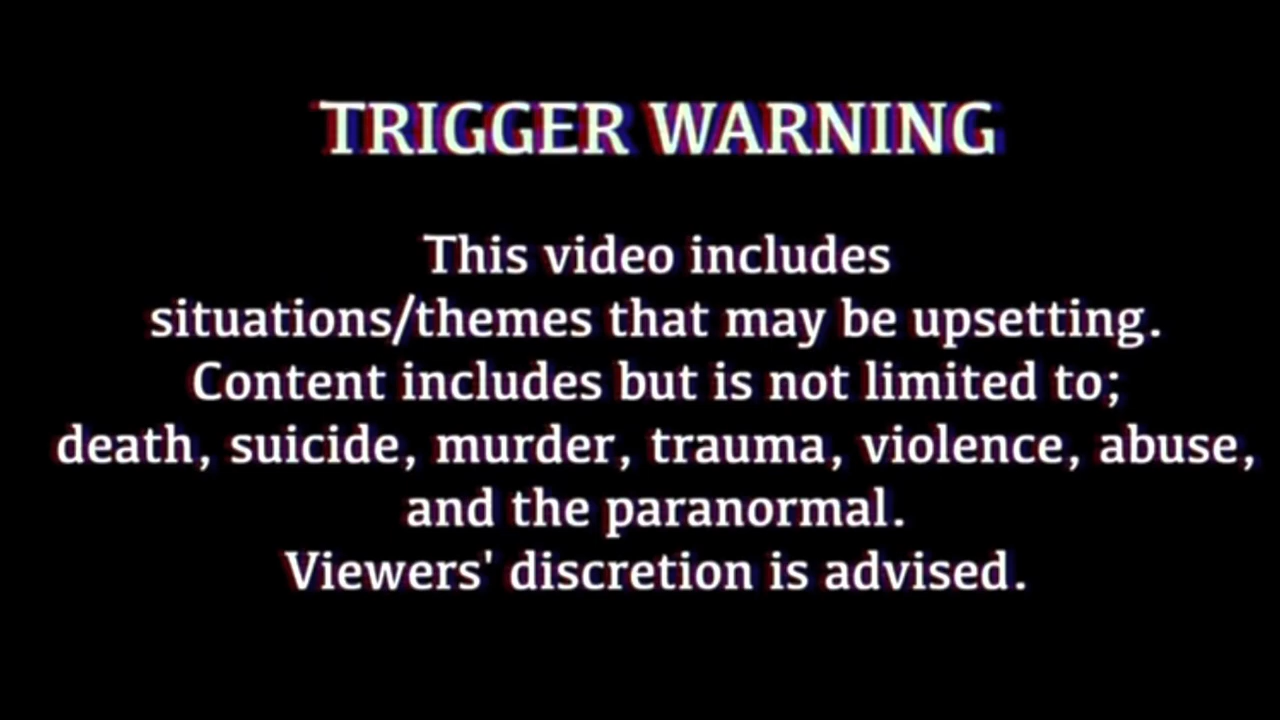 TRIGGER WARNING
This video includes
situations/themes that may be upsetting.
Content includes but is not limited to;
death, suicide, murder, trauma, violence, abuse,
and the paranormal.
Viewers' discretion is advised.